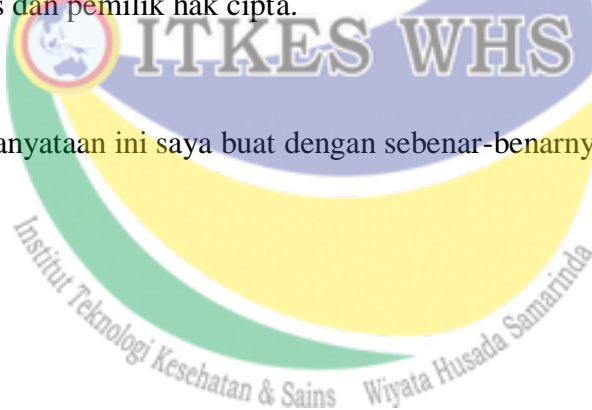 s dan pemilik hak cipta.
ITKES WHS
anyataan ini saya buat dengan sebenar-benarny
Institut Teknologi Kesehatan & Sains Wiyata Husada Samarinda